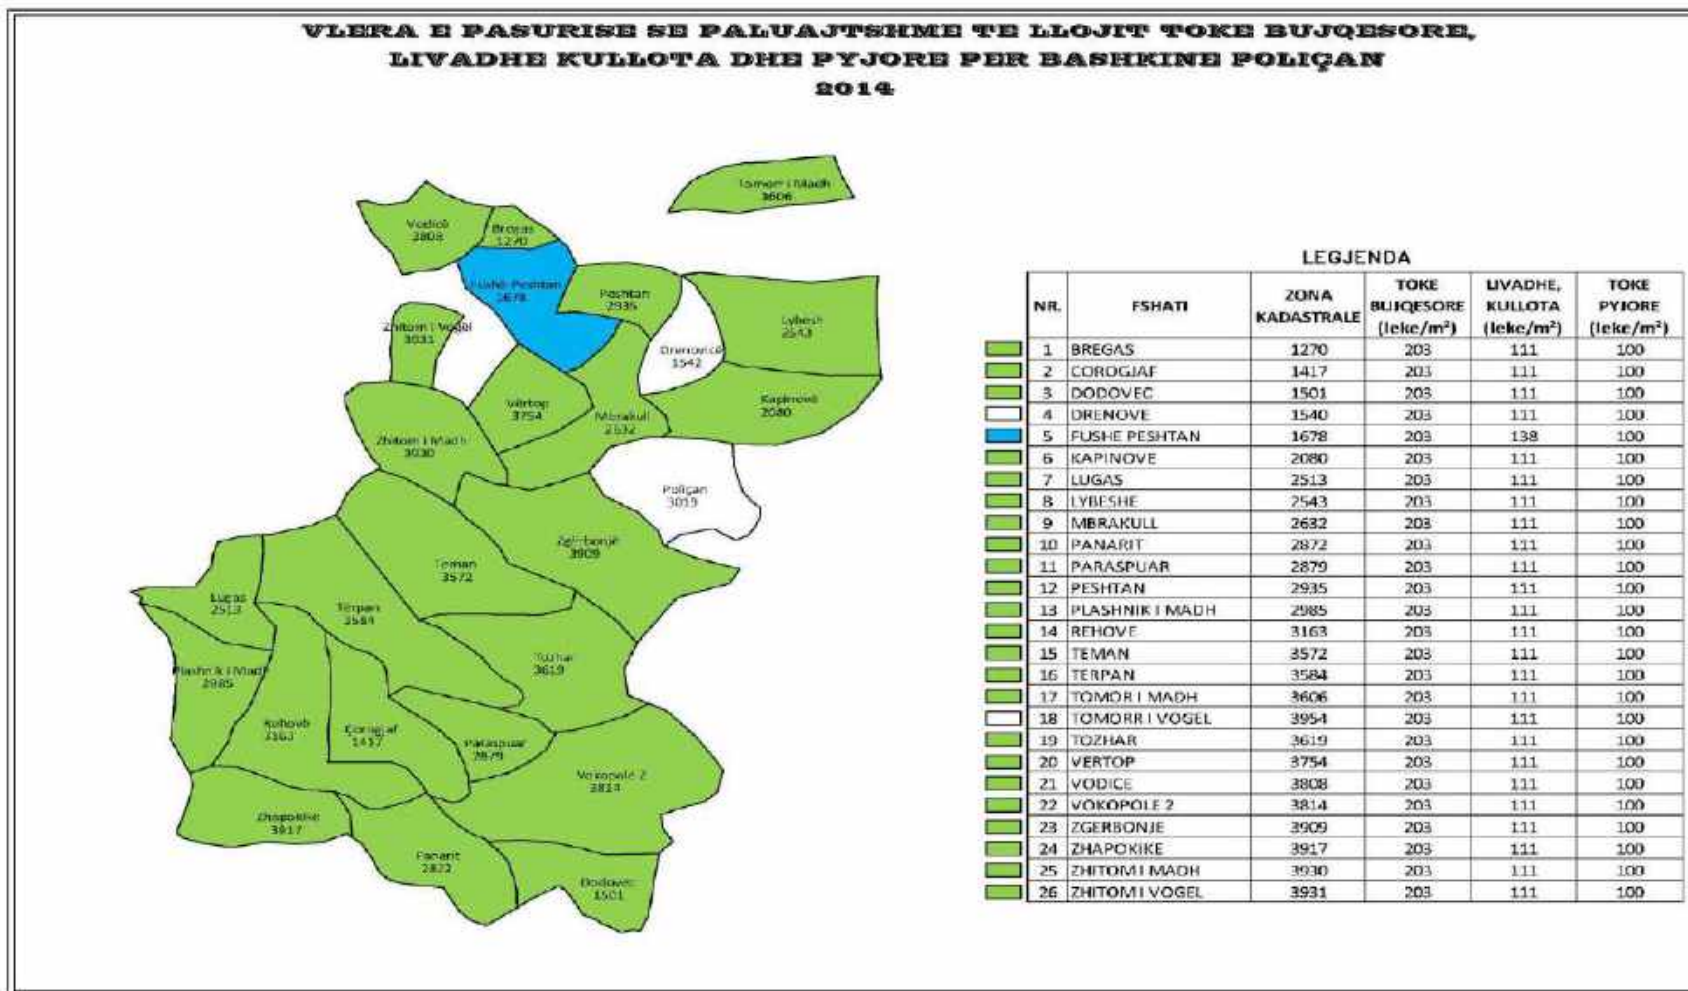 VLERA E PASURISE SE PALUAJTSHME TE LLOJIT TOKE BUJQESORE,
LIVADHE KULLOTA DHE PYJORE PER BASHKINE POLIÇAN
2014
Tomorr i Madh
3606
Vodicë
3808
Bregas
1270
Fushë Peshtan
1678
Peshtan
2935
Lybesh
2543
Zhitom i Vogël
3931
Drenovicë
1542
Vërtop
3754
Kapinovë
2080
Mbrakull
2632
Zhitom i Madh
3930
Poliçan
3019
Zgërbonjë
3909
Teman
3572
Lugas
2513
Tërpan
3584
Tozhar
3619
Plashnik i Madh
2985
Rehovë
3163
Çorogjaf
1417
Paraspuar
2879
Vokopolë 2
3814
Zhapokike
3917
Panarit
2872
Dodovec
1501
LEGJENDA
NR. FSHATI ZONA KADASTRALE TOKE BUJQESORE (leke/m²) LIVADHE, KULLOTA (leke/m²) TOKE PYJORE (leke/m²)
1 BREGAS 1270 203 111 100
2 COROGJAF 1417 203 111 100
3 DODOVEC 1501 203 111 100
4 DRENOVE 1540 203 111 100
5 FUSHE PESHTAN 1678 203 138 100
6 KAPINOVE 2080 203 111 100
7 LUGAS 2513 203 111 100
8 LYBESHE 2543 203 111 100
9 MBRAKULL 2632 203 111 100
10 PANARIT 2872 203 111 100
11 PARASPUAR 2879 203 111 100
12 PESHTAN 2935 203 111 100
13 PLASHNIK I MADH 2985 203 111 100
14 REHOVE 3163 203 111 100
15 TEMAN 3572 203 111 100
16 TERPAN 3584 203 111 100
17 TOMOR I MADH 3606 203 111 100
18 TOMORR I VOGEL 3954 203 111 100
19 TOZHAR 3619 203 111 100
20 VERTOP 3754 203 111 100
21 VODICE 3808 203 111 100
22 VOKOPOLE 2 3814 203 111 100
23 ZGERBONJE 3909 203 111 100
24 ZHAPOKIKE 3917 203 111 100
25 ZHITOM I MADH 3930 203 111 100
26 ZHITOM I VOGEL 3931 203 111 100